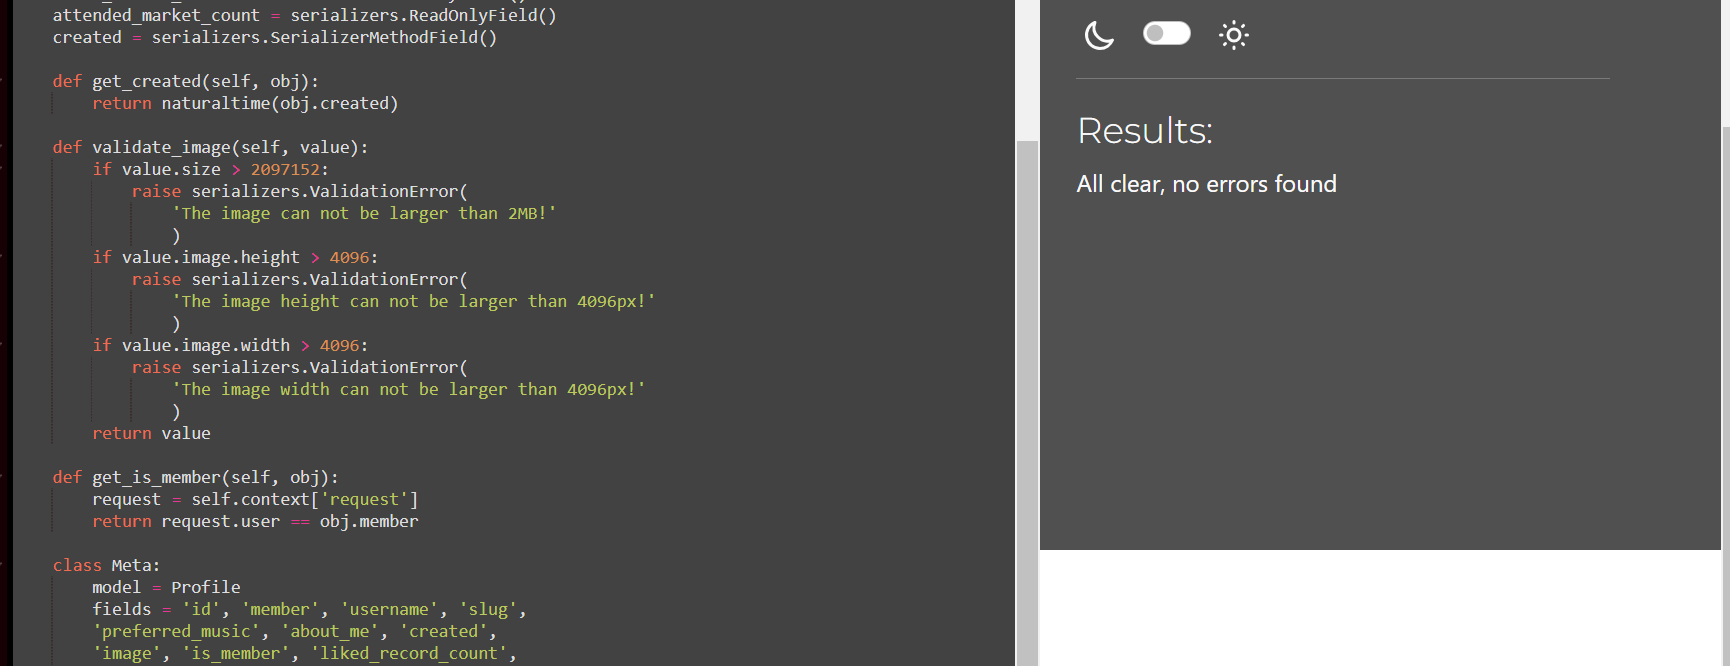 attended_market_count = serializers.ReadOnlyField()
created = serializers.SerializerMethodField()
def get_created(self, obj):
return naturaltime(obj.created)
def validate_image(self, value):
if value.size > 2097152:
raise serializers.ValidationError(
'The image can not be larger than 2MB!'
)
if value.image.height > 4096:
raise serializers.ValidationError(
'The image height can not be larger than 4096px!'
)
if value.image.width > 4096:
raise serializers.ValidationError(
'The image width can not be larger than 4096px!'
)
return value
def get_is_member(self, obj):
request = self.context['request']
return request.user == obj.member
class Meta:
model = Profile
fields = 'id', 'member', 'username', 'slug',
'preferred_music', 'about_me', 'created',
'image', 'is_member', 'liked_record_count',
Results:
All clear, no errors found